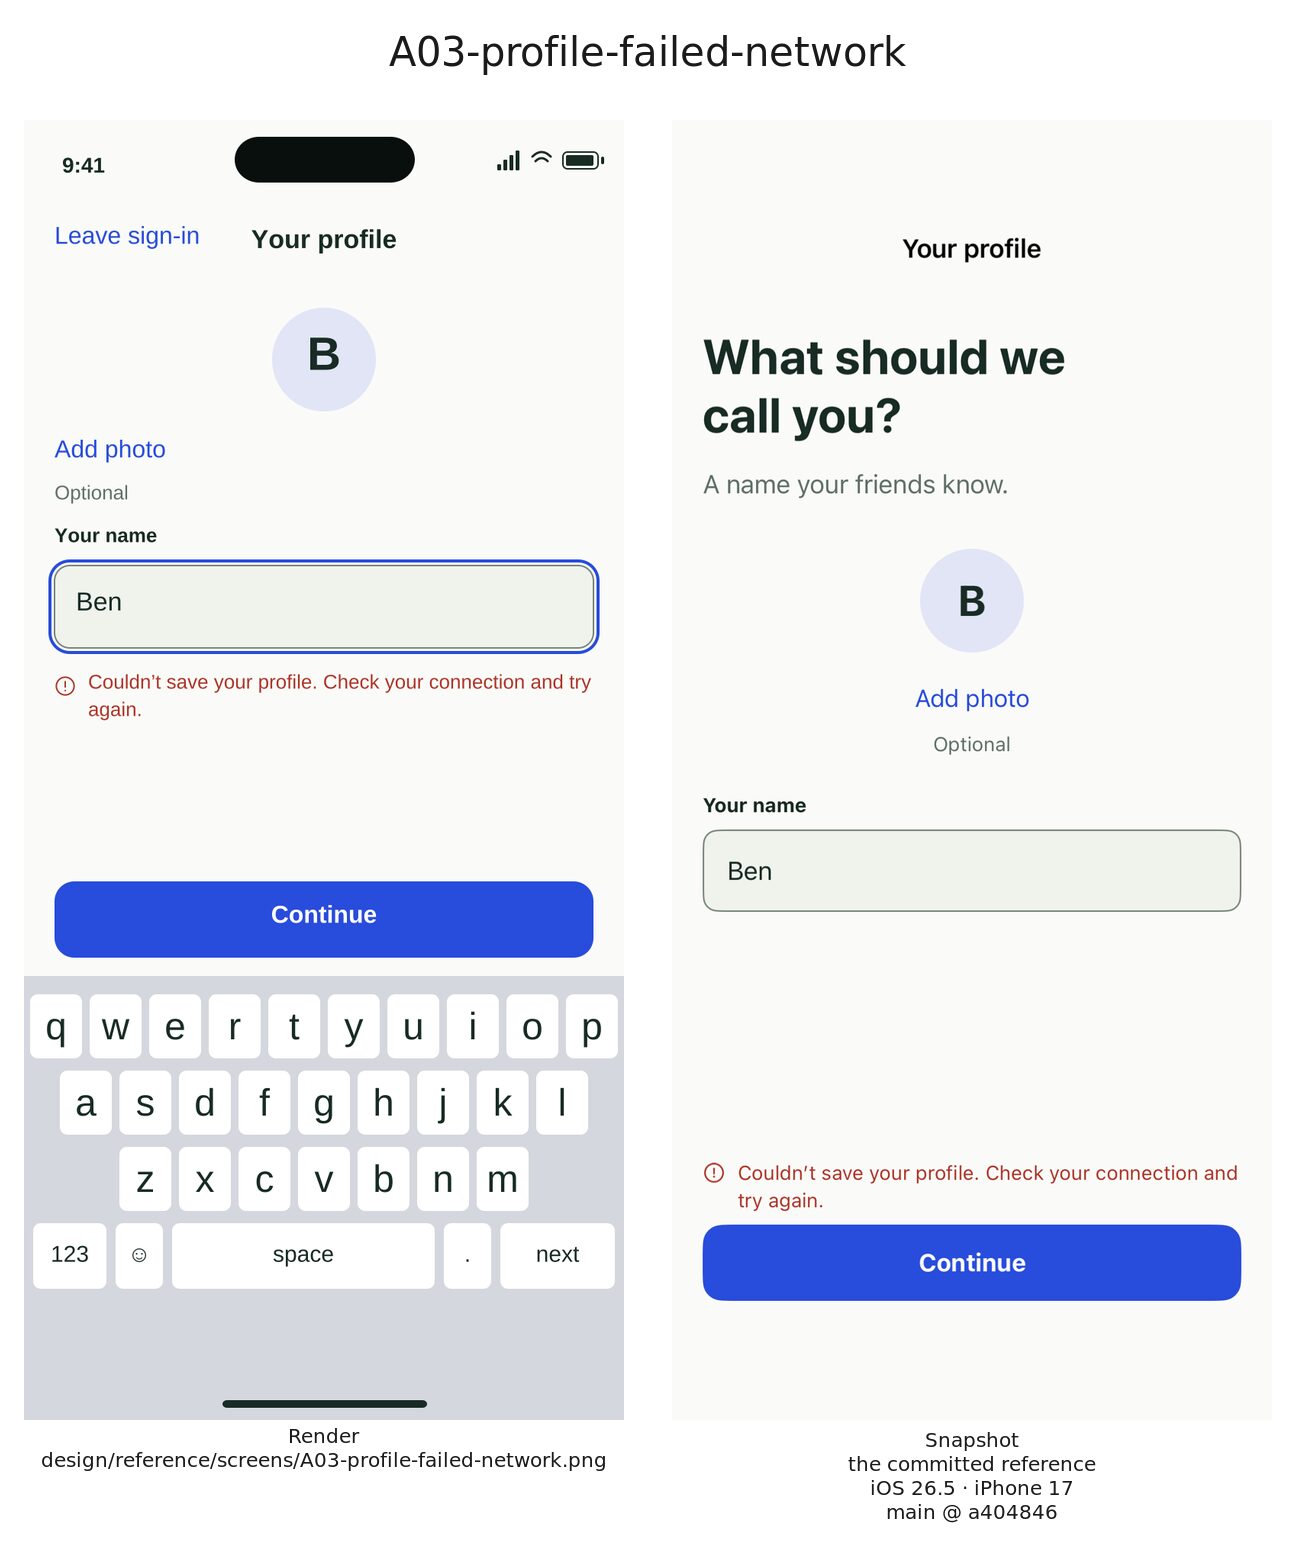 A03-profile-failed-network
9:41
Leave sign-in
Your profile
B
Add photo
Optional
Your name
Ben
Couldn’t save your profile. Check your connection and try
again.
Continue
q w e r t y u i o p
a s d f g h j k l
z x c v b n m
123 ☺ space . next
Render
design/reference/screens/A03-profile-failed-network.png
Your profile
What should we
call you?
A name your friends know.
B
Add photo
Optional
Your name
Ben
Couldn’t save your profile. Check your connection and
try again.
Continue
Snapshot
the committed reference
iOS 26.5 · iPhone 17
main @ a404846